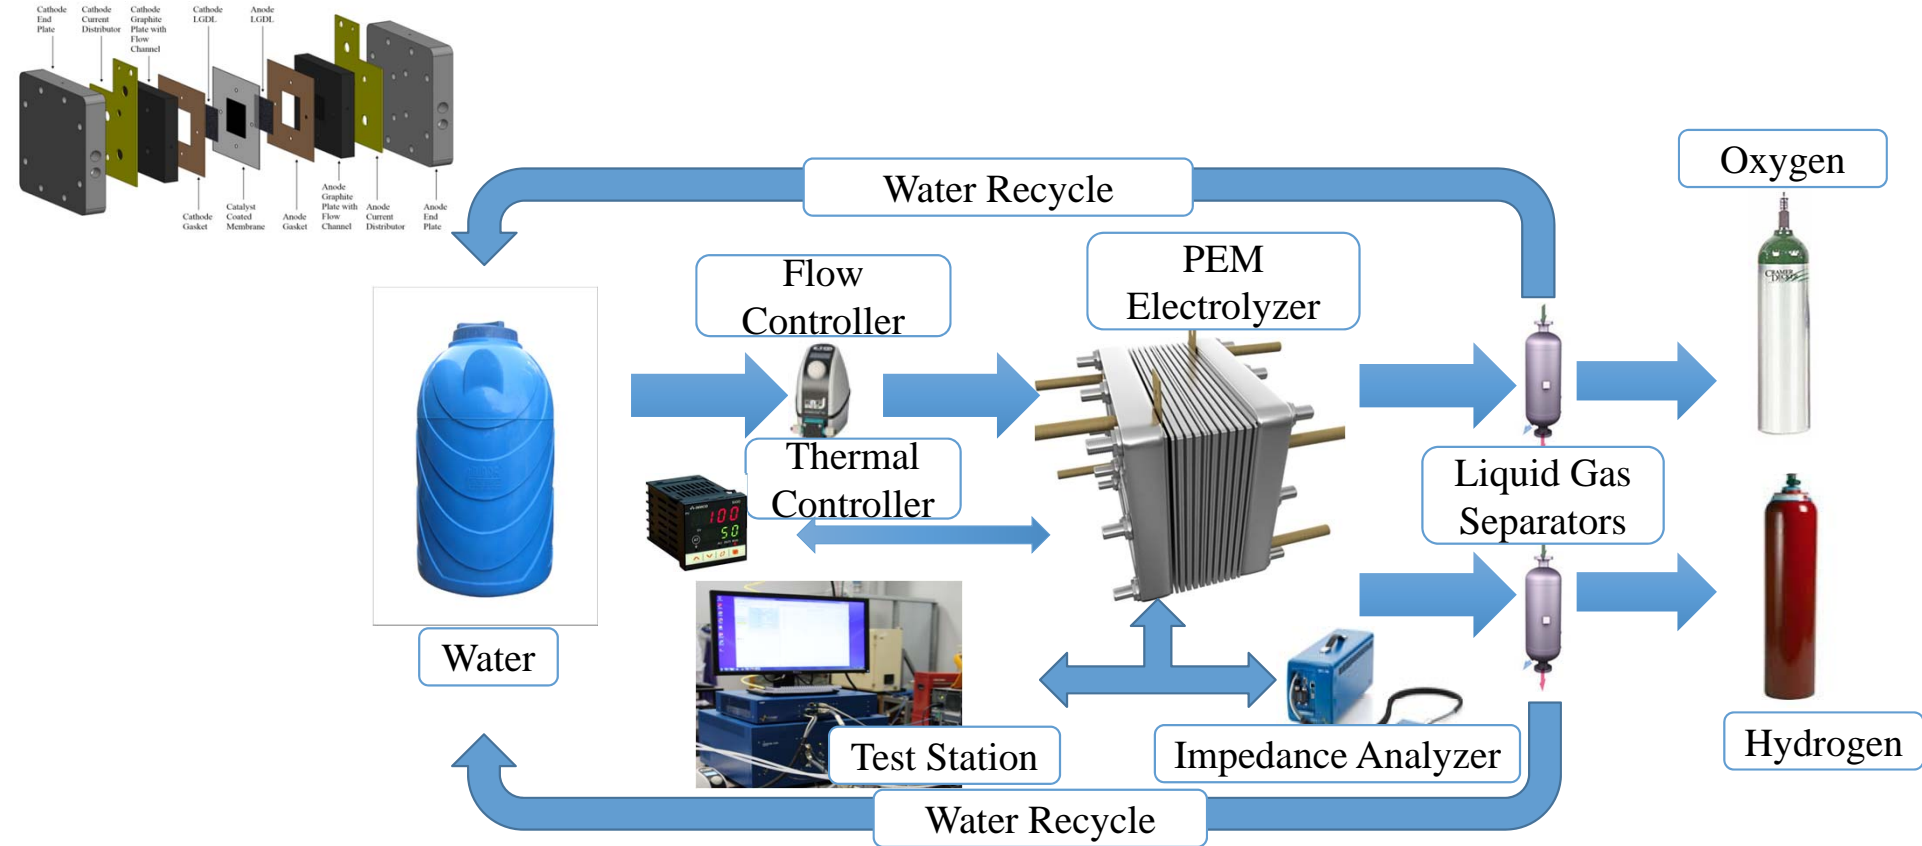 Cathode
End
Plate
Cathode
Current
Distributor
Cathode
Graphite
Plate with
Flow
Channel
Cathode
LGDL
Anode
LGDL
Cathode
Gasket
Catalyst
Coated
Membrane
Anode
Gasket
Anode
Graphite
Plate with
Flow
Channel
Anode
Current
Distributor
Anode
End
Plate
Water Recycle
Oxygen
Flow
Controller
PEM
Electrolyzer
CRAMER
DECKER
Thermal
Controller
100
50
Liquid Gas
Separators
Water
Test Station
Impedance Analyzer
Hydrogen
Water Recycle